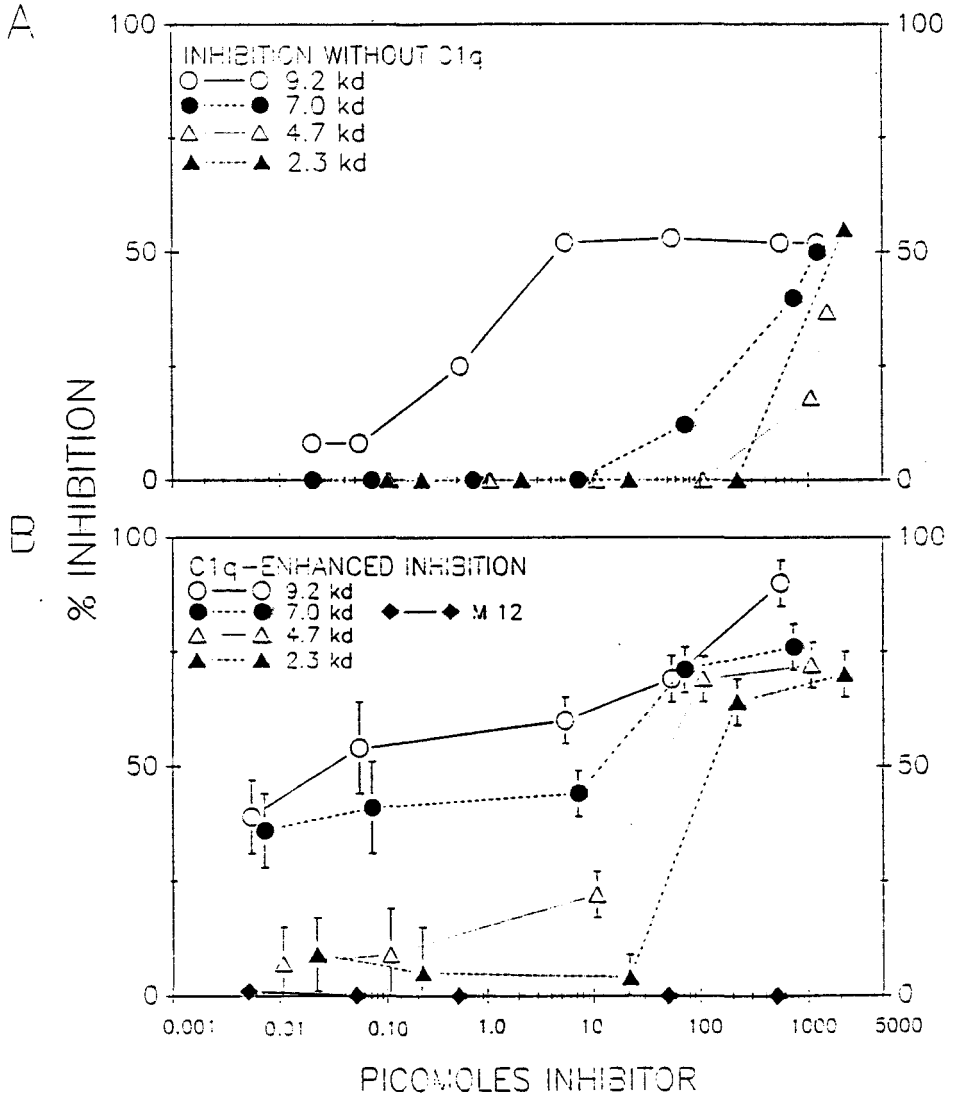 A
100
100
INHIBITION WITHOUT C1q
9.2 kd
7.0 kd
4.7 kd
2.3 kd
50
50
0
0
% INHIBITION
B
100
100
C1q-ENHANCED INHIBITION
9.2 kd
7.0 kd
M 12
4.7 kd
2.3 kd
50
50
0
0
0.001
0.01
0.10
1.0
10
100
1000
5000
PICOMOLES INHIBITOR